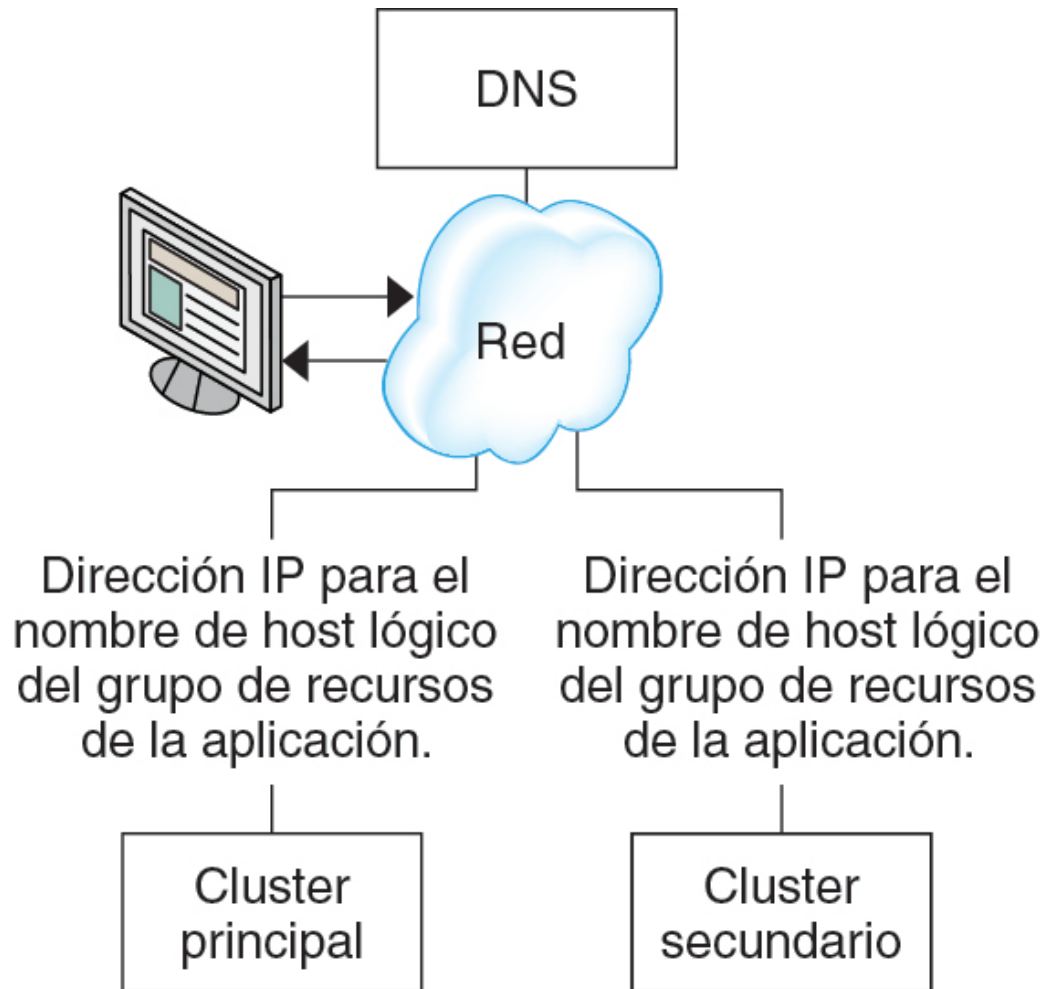 DNS
Red
Dirección IP para el
nombre de host lógico
del grupo de recursos
de la aplicación.
Dirección IP para el
nombre de host lógico
del grupo de recursos
de la aplicación.
Cluster
principal
Cluster
secundario